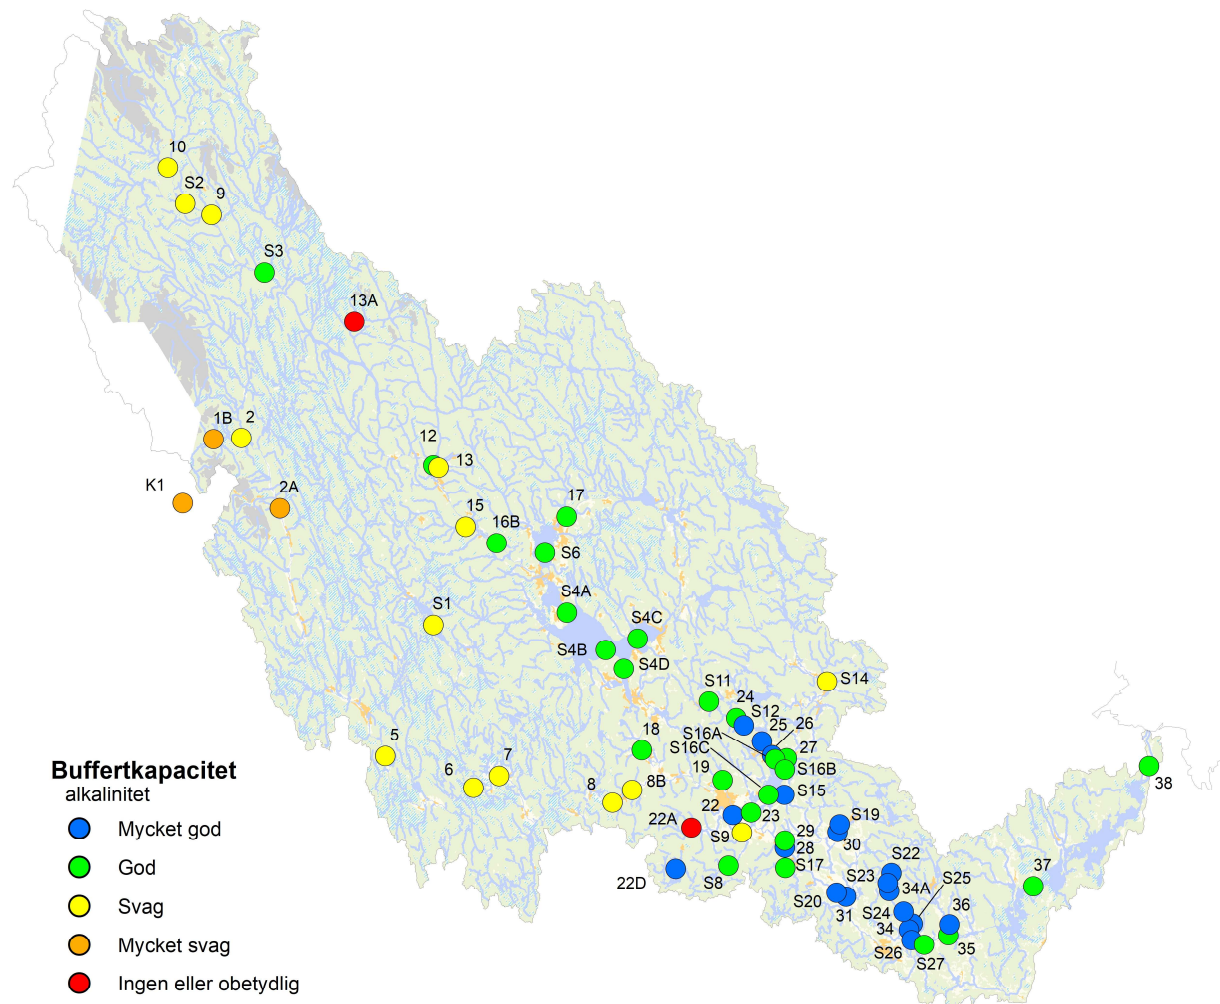 10
S2
9
S3
13A
1B
2
K1
2A
12
13
15
16B
17
S6
S4A
S1
S4C
S4B
S4D
S14
S11
24
S12
25
26
S16A
S16C
27
18
S16B
5
7
6
8
8B
19
S15
22
23
22A
S9
29
28
S19
30
22D
S8
S17
S22
S23
34A
S25
S20
31
S24
34
36
35
S26
S27
37
38
Buffertkapacitet
alkalinitet
Mycket god
God
Svag
Mycket svag
Ingen eller obetydlig